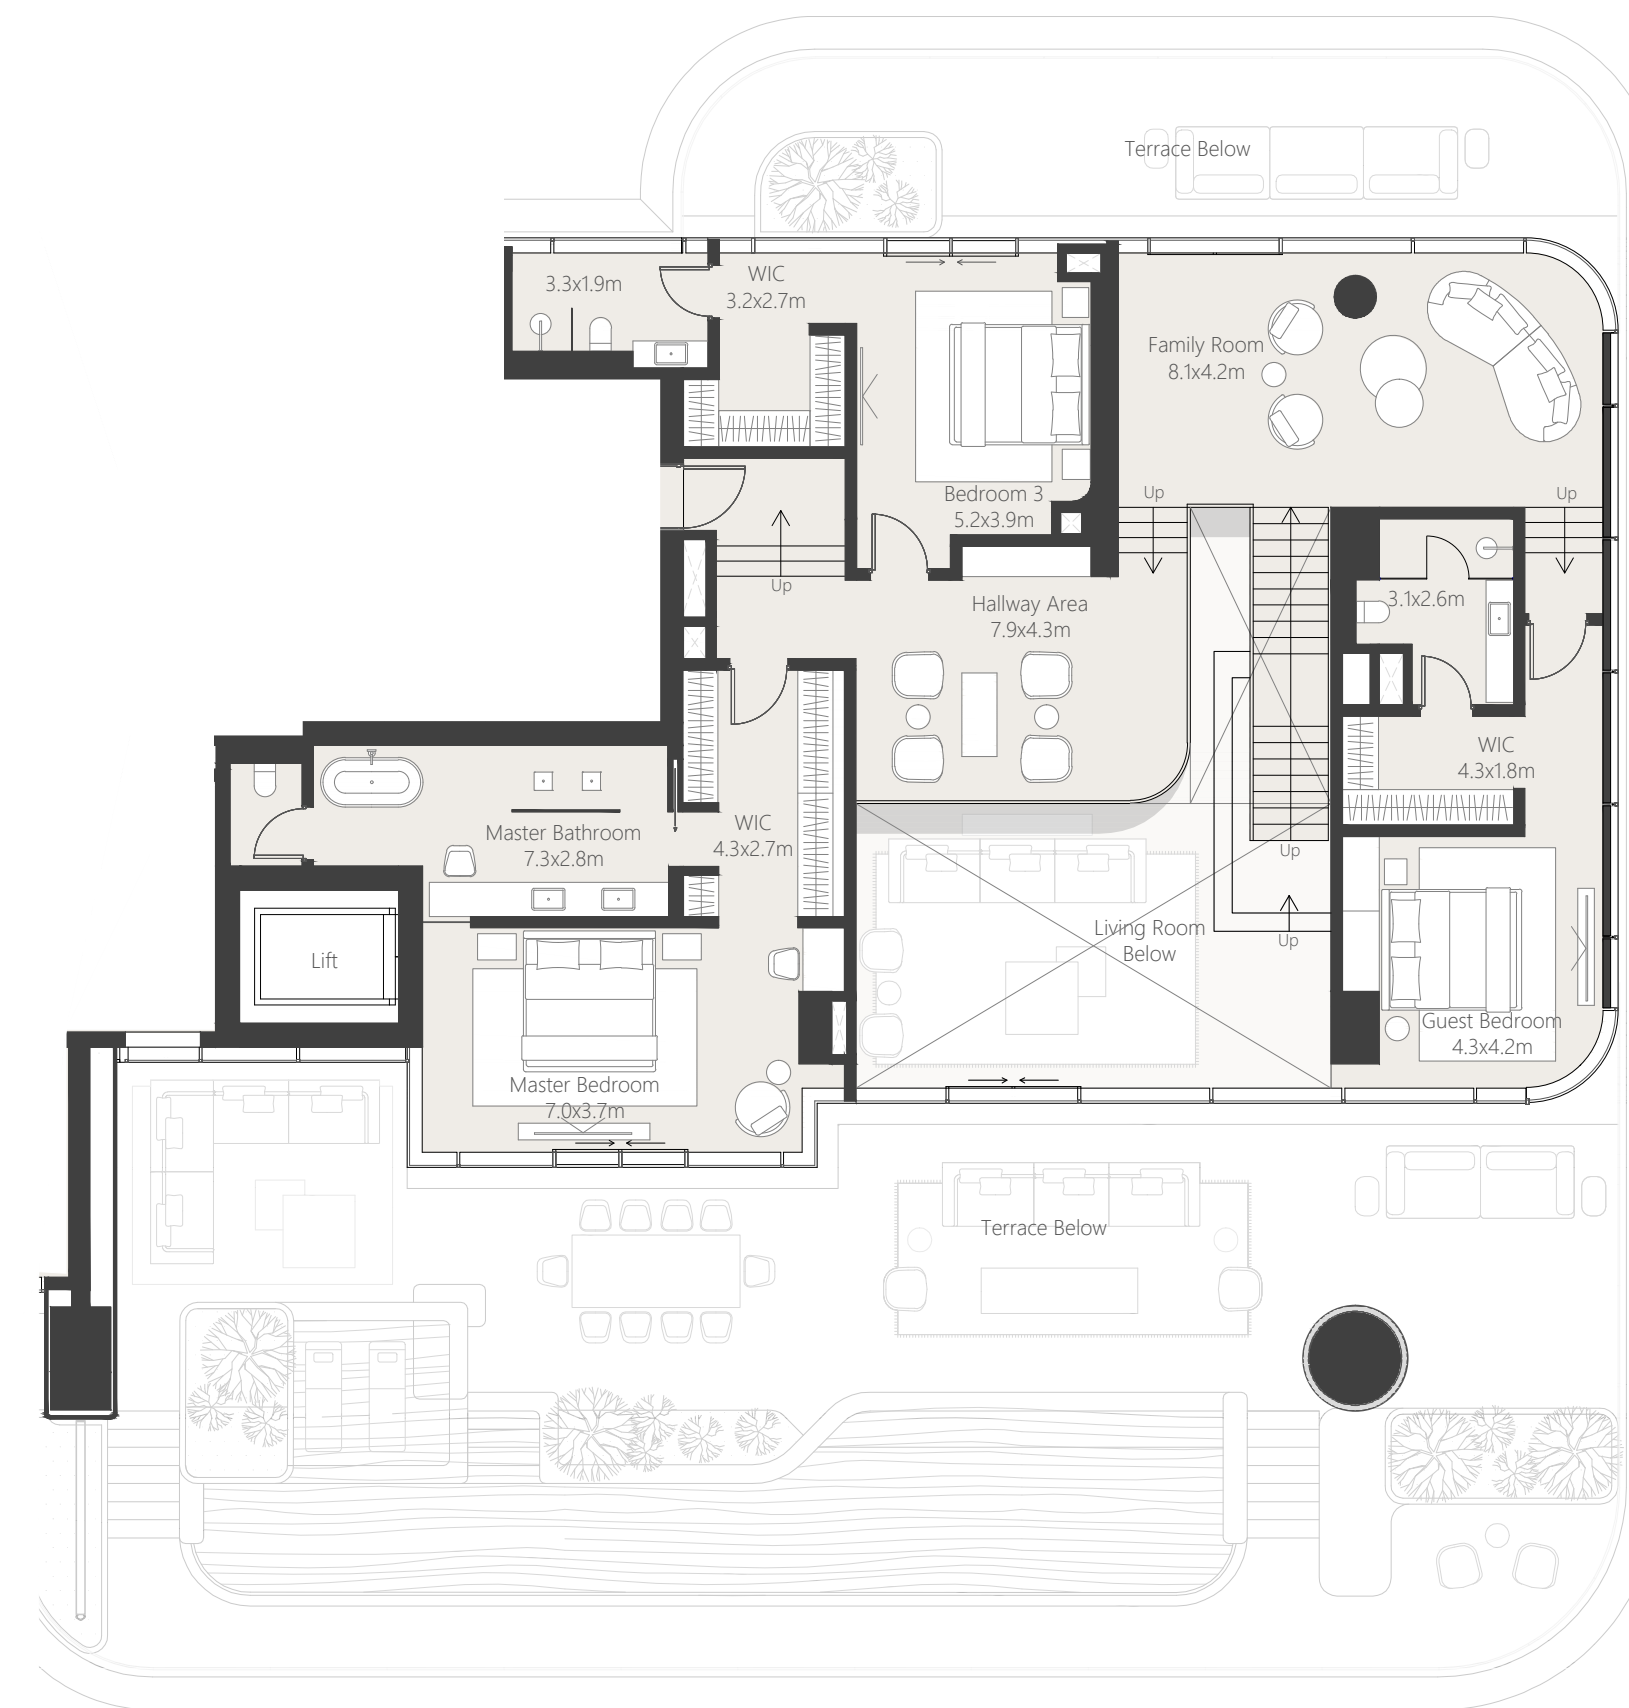 Terrace Below
3.3x1.9m
WIC
3.2x2.7m
Family Room
8.1x4.2m
Bedroom 3
5.2x3.9m
Up
Up
Up
Hallway Area
7.9x4.3m
3.1x2.6m
WIC
4.3x1.8m
Master Bathroom
7.3x2.8m
WIC
4.3x2.7m
Up
Living Room
Below
Up
Lift
Guest Bedroom
4.3x4.2m
Master Bedroom
7.0x3.7m
Terrace Below